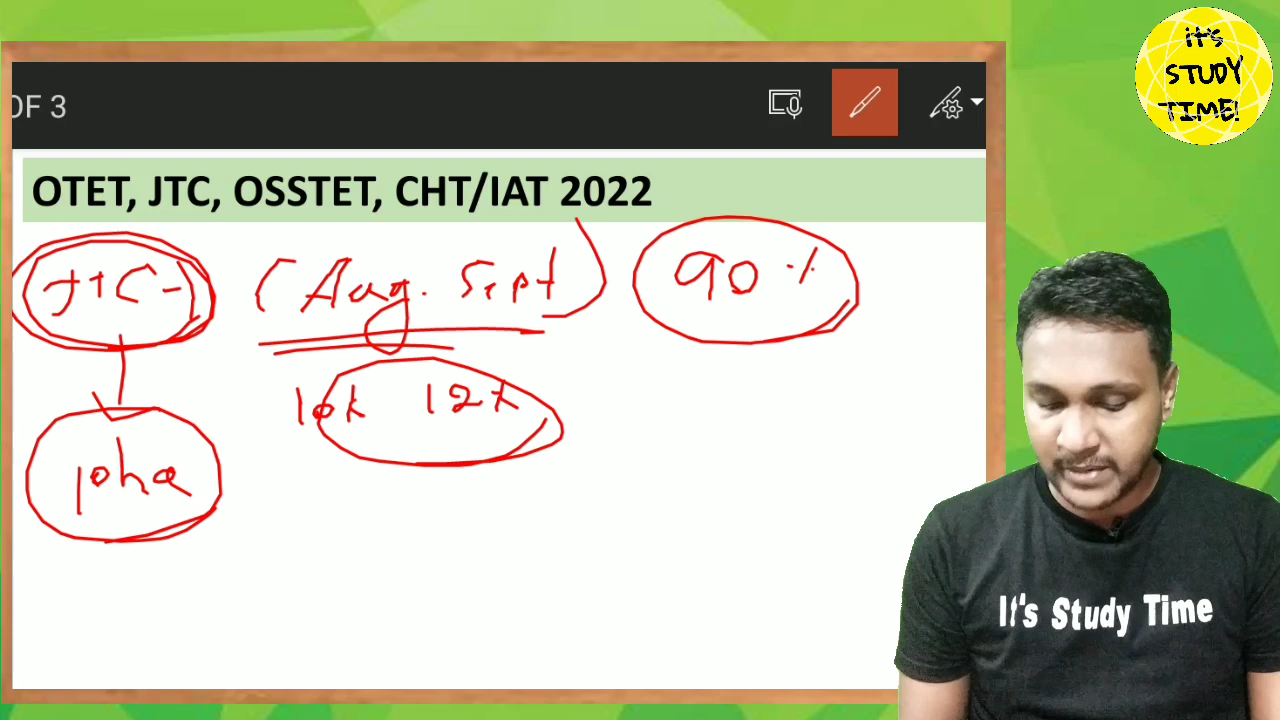 It's
STUDY
TIME!
OF 3
OTET, JTC, OSSTET, CHT/IAT 2022
JTC- (Aug. Sept) 90%
10k 12k
It's Study Time